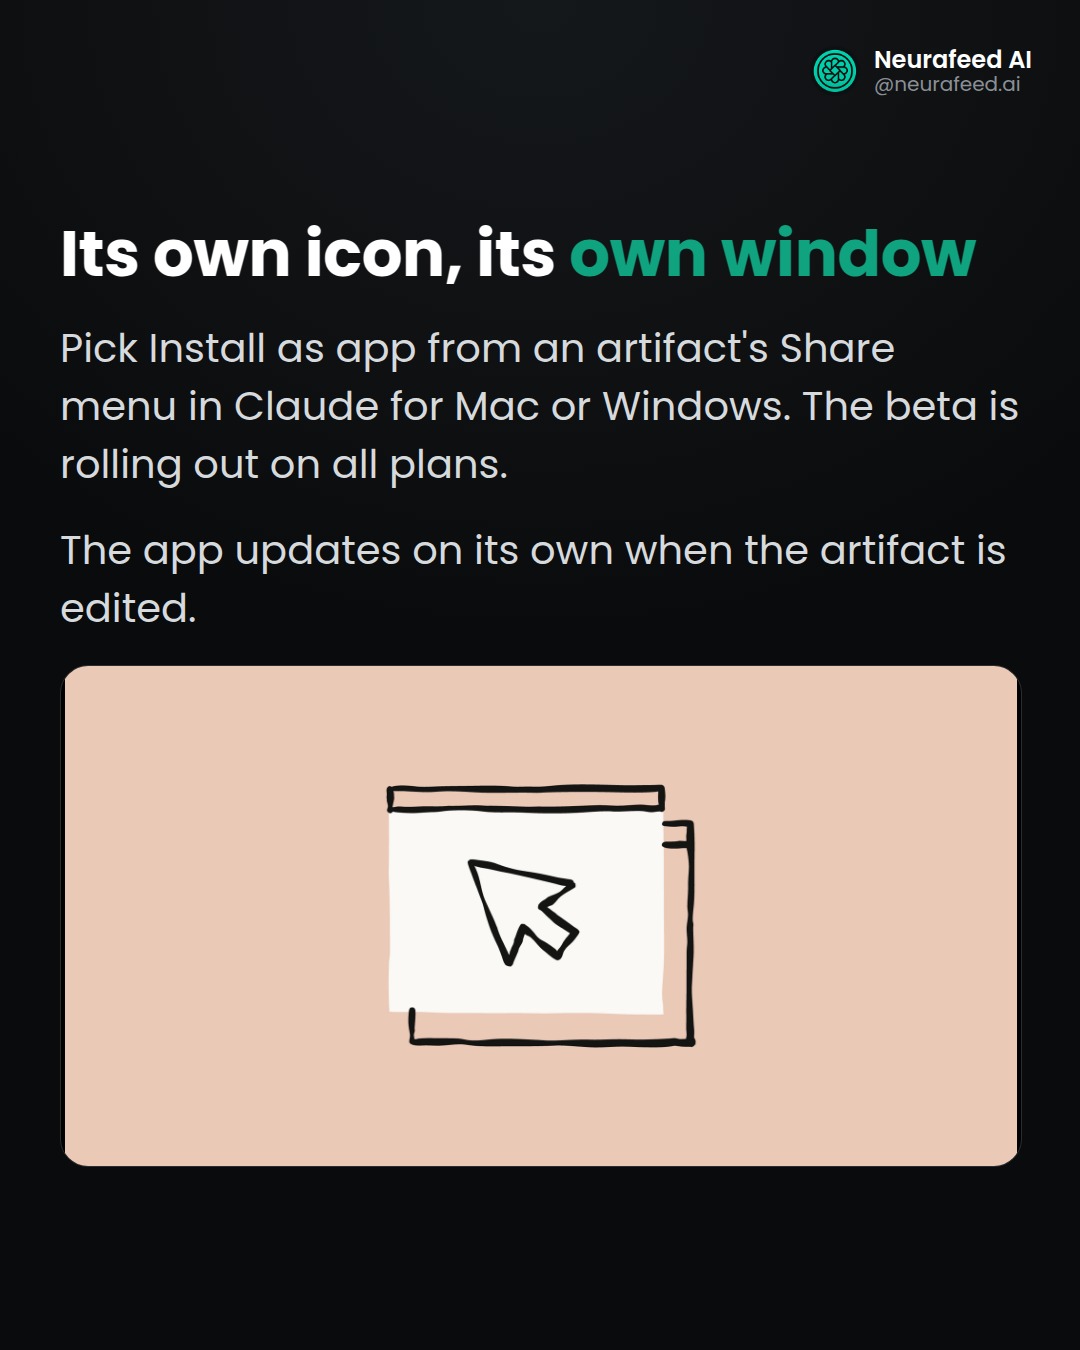 Neurafeed AI
@neurafeed.ai
Its own icon, its own window
Pick Install as app from an artifact's Share
menu in Claude for Mac or Windows. The beta is
rolling out on all plans.
The app updates on its own when the artifact is
edited.